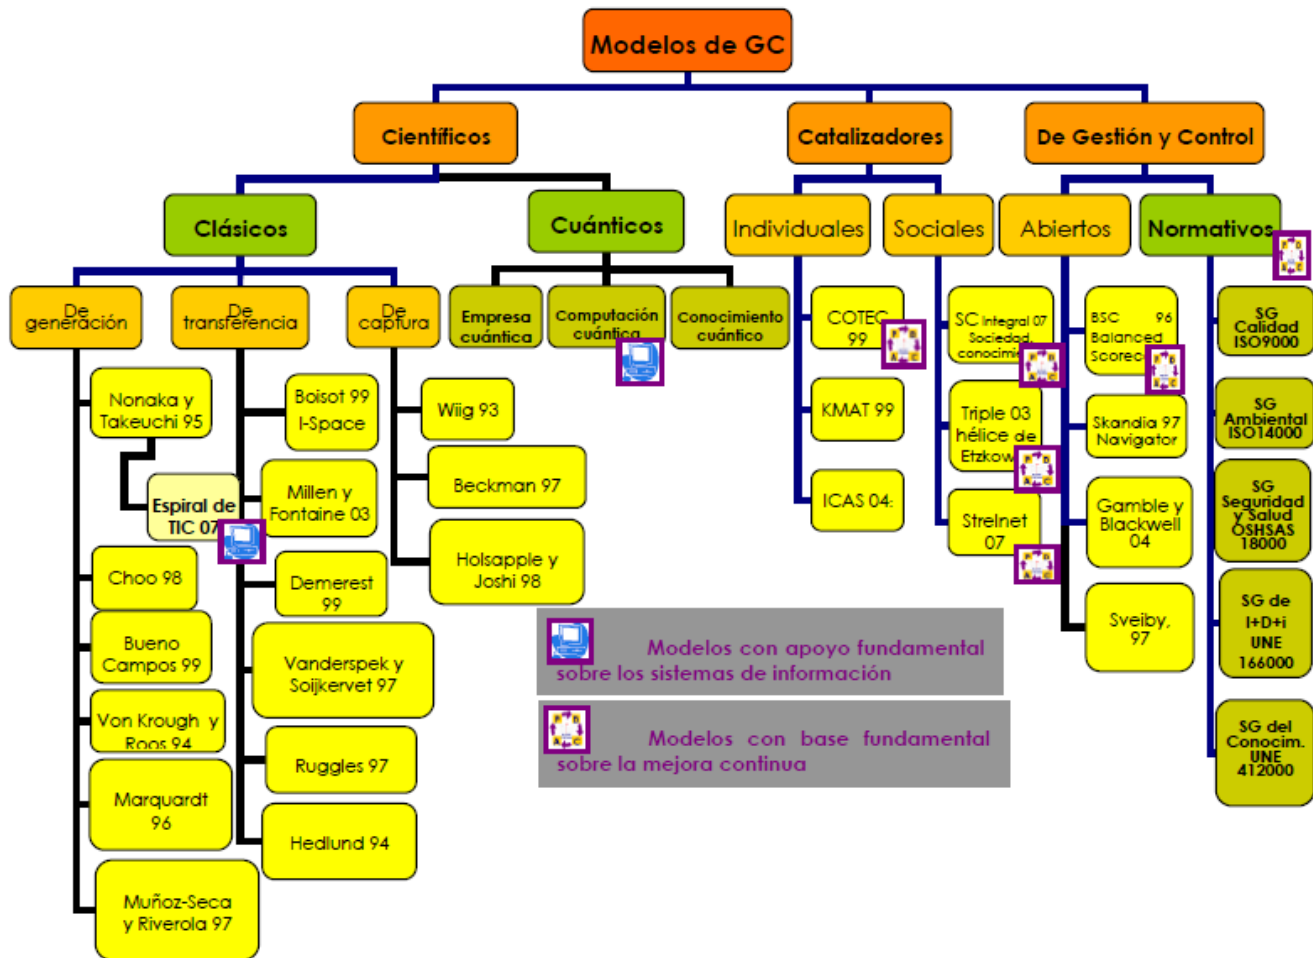 Modelos de GC
Científicos
Catalizadores
De Gestión y Control
Clásicos
Cuánticos
Individuales
Sociales
Abiertos
Normativos
De
generación
De
transferencia
De
captura
Empresa
cuántica
Computación
cuántica
Conocimiento
cuántico
Nonaka y
Takeuchi 95
Espiral de
TIC 07
Choo 98
Bueno
Campos 99
Von Krough y
Roos 94
Marquardt
96
Muñoz-Seca
y Riverola 97
Boisot 99
I-Space
Millen y
Fontaine 03
Demerest
99
Vanderspek y
Soijkervet 97
Ruggles 97
Hedlund 94
Wiig 93
Beckman 97
Holsapple y
Joshi 98
COTEC
99
KMAT 99
ICAS 04:
SC Integral 07
Sociedad,
Triple 03
hélice de
Strelnet
07
BSC 96
Balanced
Skandia 97
Navigator
Gamble y
Blackwell
04
Sveiby,
97
SG
Calidad
ISO9000
SG
Ambiental
ISO14000
SG
Seguridad
y Salud
OSHSAS
18000
SG de
I+D+i
UNE
166000
SG del
Conocim.
UNE
412000
Modelos con apoyo fundamental
sobre los sistemas de información
Modelos con base fundamental
sobre la mejora continua